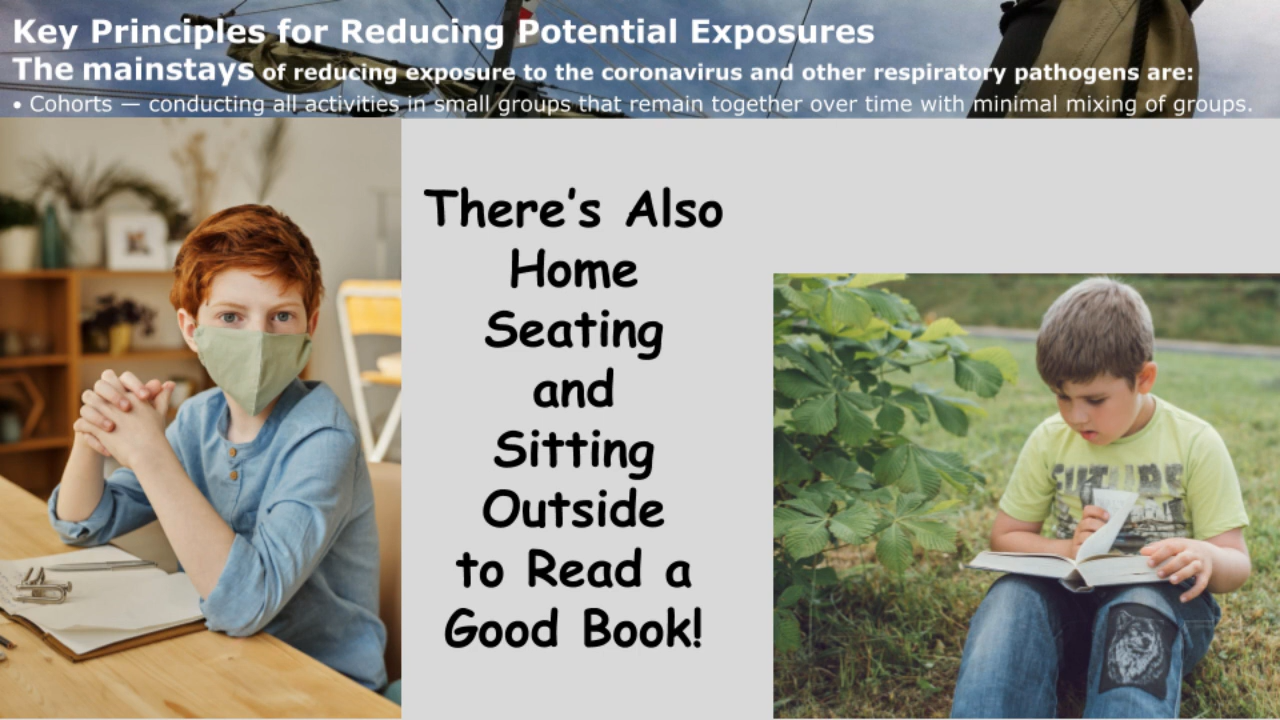 Key Principles for Reducing Potential Exposures
The mainstays of reducing exposure to the coronavirus and other respiratory pathogens are:
• Cohorts — conducting all activities in small groups that remain together over time with minimal mixing of groups.
There's Also
Home
Seating
and
Sitting
Outside
to Read a
Good Book!
FUTURE